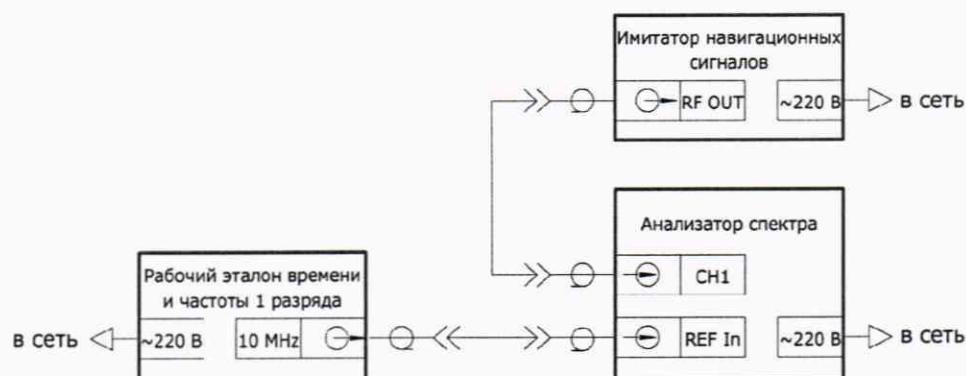 Имитатор навигационных
сигналов
RF OUT
~220 В
в сеть
Анализатор спектра
CH1
REF In
~220 В
в сеть
Рабочий эталон времени
и частоты 1 разряда
в сеть
~220 В
10 MHz